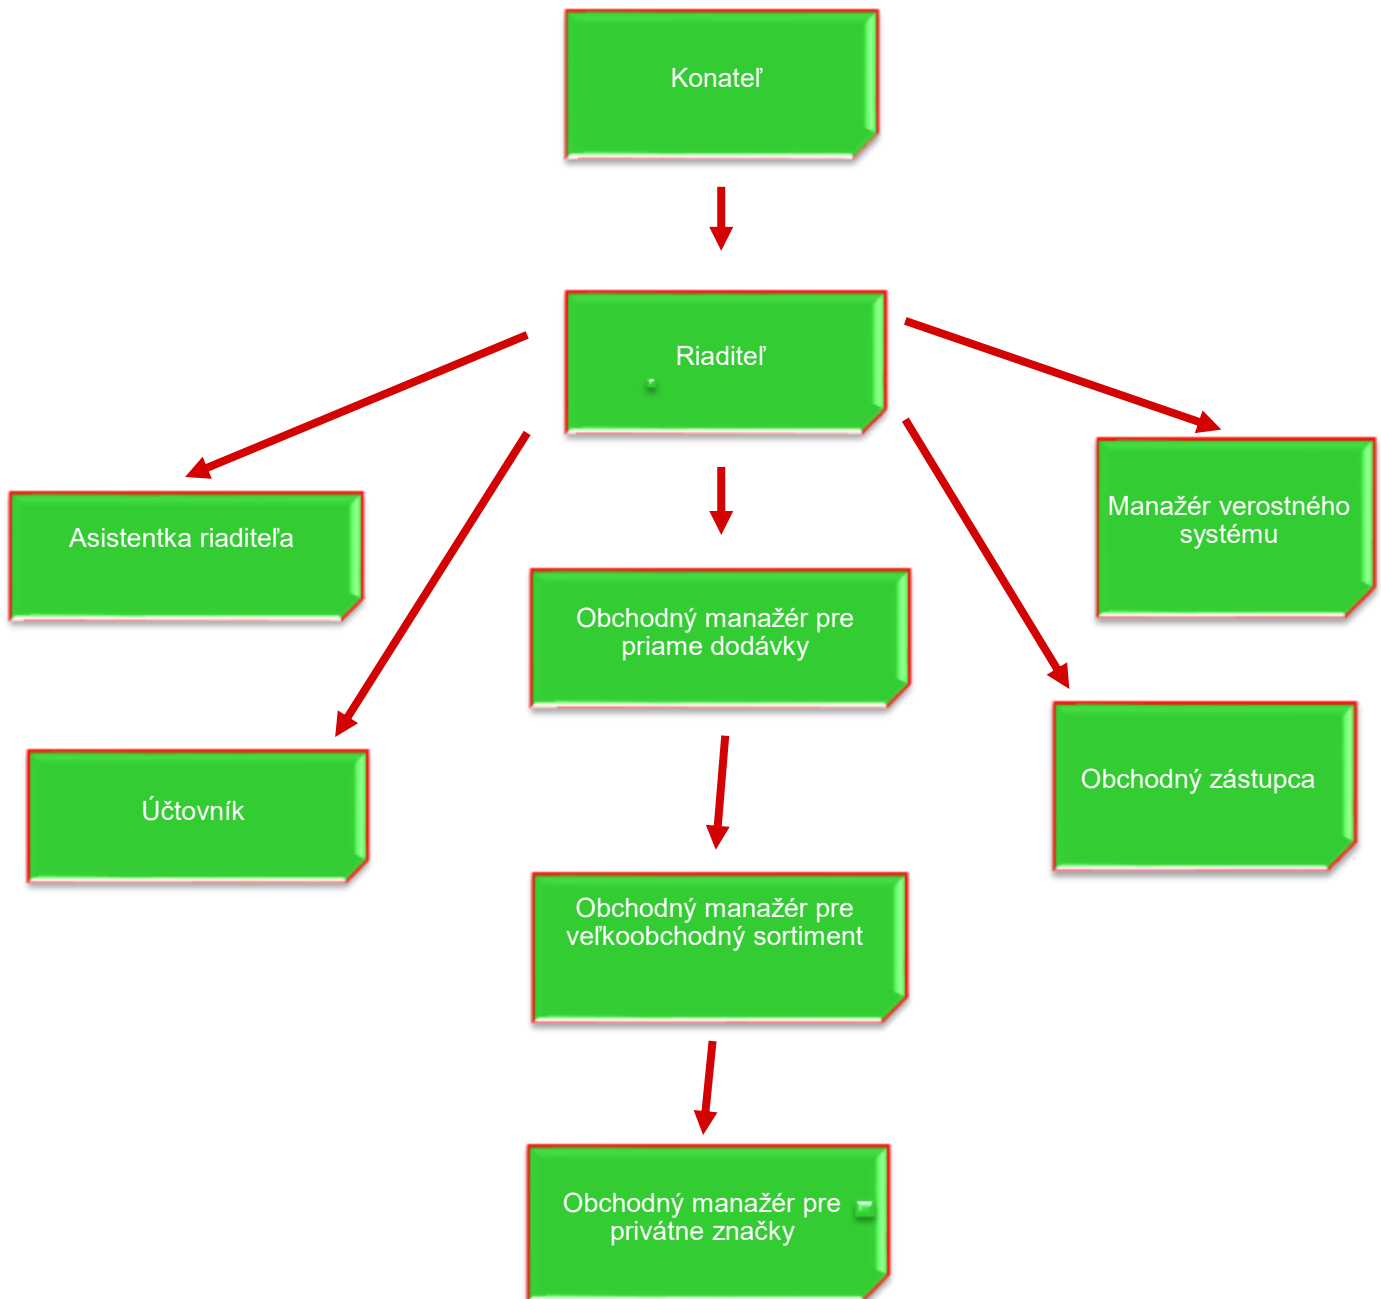 Konateľ
Riaditeľ
Asistentka riaditeľa
Manažér verostného
systému
Obchodný manažér pre
priame dodávky
Účtovník
Obchodný zástupca
Obchodný manažér pre
veľkoobchodný sortiment
Obchodný manažér pre
privátne značky